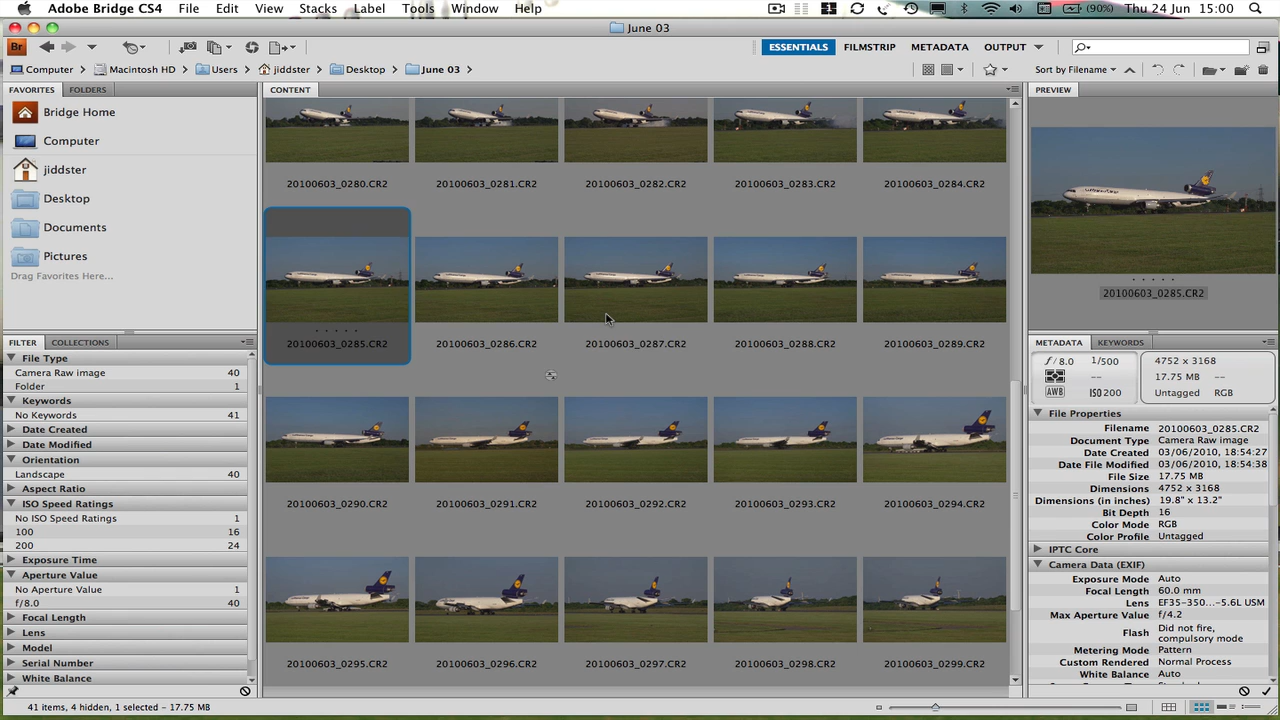 Adobe Bridge CS4 File Edit View Stacks Label Tools Window Help (90%) Thu 24 Jun 15:00
June 03
Br ESSENTIALS FILMSTRIP METADATA OUTPUT
Computer Macintosh HD Users jiddster Desktop June 03 Sort by Filename
FAVORITES FOLDERS
Bridge Home
Computer
jiddster
Desktop
Documents
Pictures
Drag Favorites Here...
FILTER COLLECTIONS
File Type
Camera Raw image 40
Folder 1
Keywords
No Keywords 41
Date Created
Date Modified
Orientation
Landscape 40
Aspect Ratio
ISO Speed Ratings
No ISO Speed Ratings 1
100 16
200 24
Exposure Time
Aperture Value
No Aperture Value 1
f/8.0 40
Focal Length
Lens
Model
Serial Number
White Balance
CONTENT
20100603_0280.CR2 20100603_0281.CR2 20100603_0282.CR2 20100603_0283.CR2 20100603_0284.CR2
20100603_0285.CR2 20100603_0286.CR2 20100603_0287.CR2 20100603_0288.CR2 20100603_0289.CR2
20100603_0290.CR2 20100603_0291.CR2 20100603_0292.CR2 20100603_0293.CR2 20100603_0294.CR2
20100603_0295.CR2 20100603_0296.CR2 20100603_0297.CR2 20100603_0298.CR2 20100603_0299.CR2
PREVIEW
20100603_0285.CR2
METADATA KEYWORDS
f/8.0 1/500
--
AWB ISO200
4752 x 3168
17.75 MB --
Untagged RGB
File Properties
Filename 20100603_0285.CR2
Document Type Camera Raw image
Date Created 03/06/2010, 18:54:27
Date File Modified 03/06/2010, 18:54:38
File Size 17.75 MB
Dimensions 4752 x 3168
Dimensions (in inches) 19.8" x 13.2"
Bit Depth 16
Color Mode RGB
Color Profile Untagged
IPTC Core
Camera Data (EXIF)
Exposure Mode Auto
Focal Length 60.0 mm
Lens EF35-350...-5.6L USM
Max Aperture Value f/4.2
Flash Did not fire, compulsory mode
Metering Mode Pattern
Custom Rendered Normal Process
White Balance Auto
41 items, 4 hidden, 1 selected - 17.75 MB